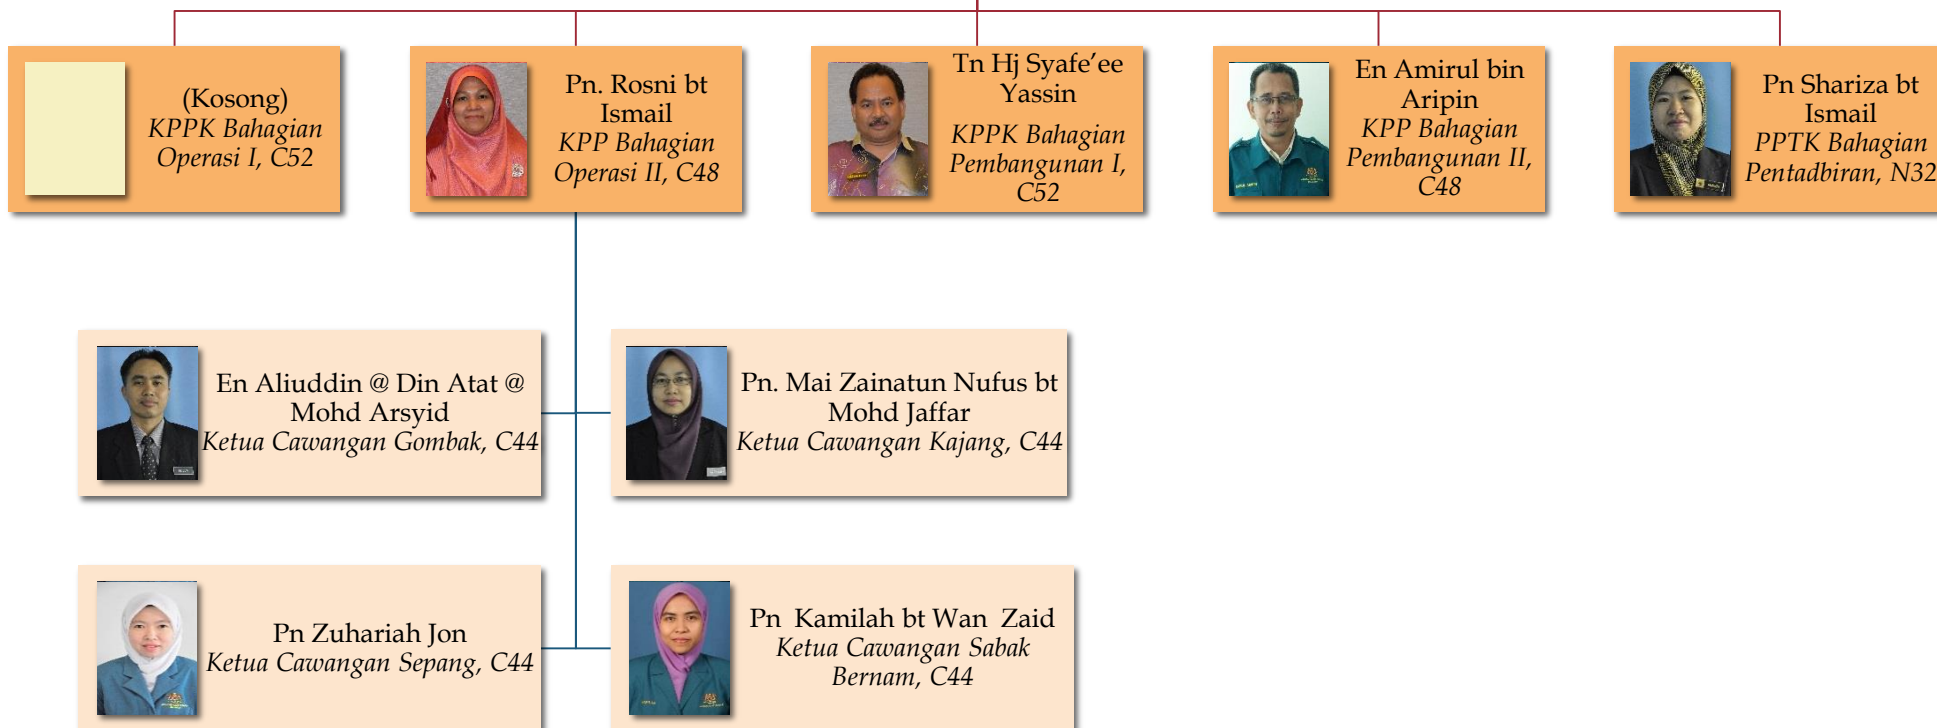 (Kosong)
KPPK Bahagian
Operasi I, C52
Pn. Rosni bt
Ismail
KPP Bahagian
Operasi II, C48
Tn Hj Syafe’ee
Yassin
KPPK Bahagian
Pembangunan I,
C52
En Amirul bin
Aripin
KPP Bahagian
Pembangunan II,
C48
Pn Shariza bt
Ismail
PPTK Bahagian
Pentadbiran, N32
En Aliuddin @ Din Atat @
Mohd Arsyid
Ketua Cawangan Gombak, C44
Pn. Mai Zainatun Nufus bt
Mohd Jaffar
Ketua Cawangan Kajang, C44
Pn Zuhariah Jon
Ketua Cawangan Sepang, C44
Pn  Kamilah bt Wan  Zaid
Ketua Cawangan Sabak
Bernam, C44